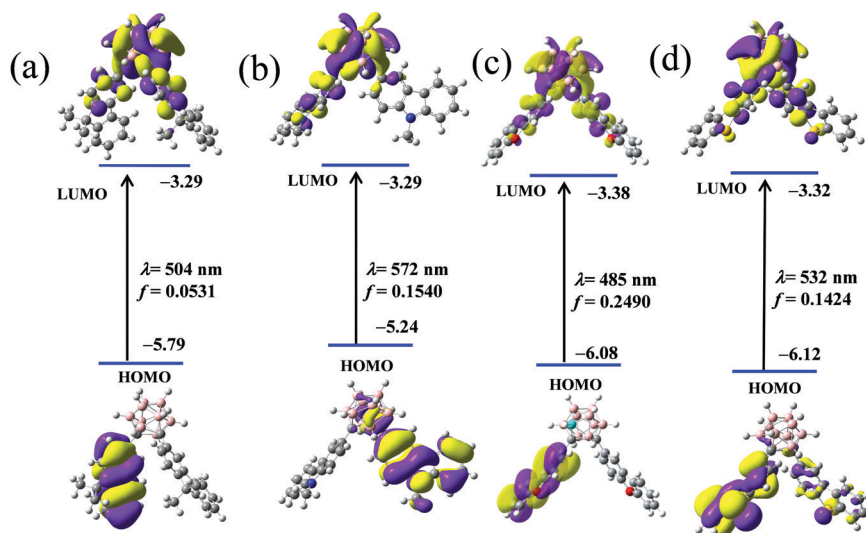 (a)
LUMO
−3.29
λ= 504 nm
f = 0.0531
−5.79
HOMO
(b)
LUMO
−3.29
λ= 572 nm
f = 0.1540
−5.24
HOMO
(c)
LUMO
−3.38
λ= 485 nm
f = 0.2490
−6.08
HOMO
(d)
LUMO
−3.32
λ= 532 nm
f = 0.1424
−6.12
HOMO